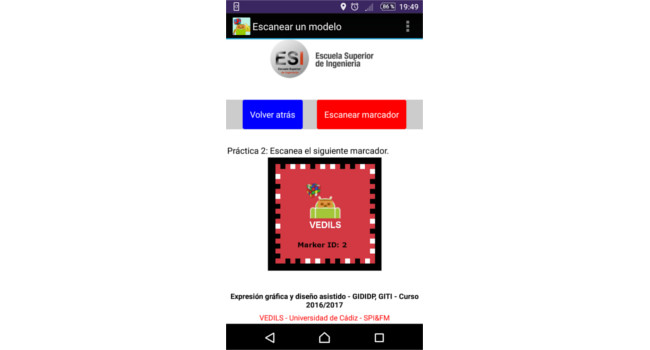 86 % 19:49
Escanear un modelo
ESI Escuela Superior
de Ingeniería
Volver atrás Escanear marcador
Práctica 2: Escanea el siguiente marcador.
VEDILS
Marker ID: 2
Expresión gráfica y diseño asistido - GIDIDP, GITI - Curso
2016/2017
VEDILS - Universidad de Cádiz - SPI&FM